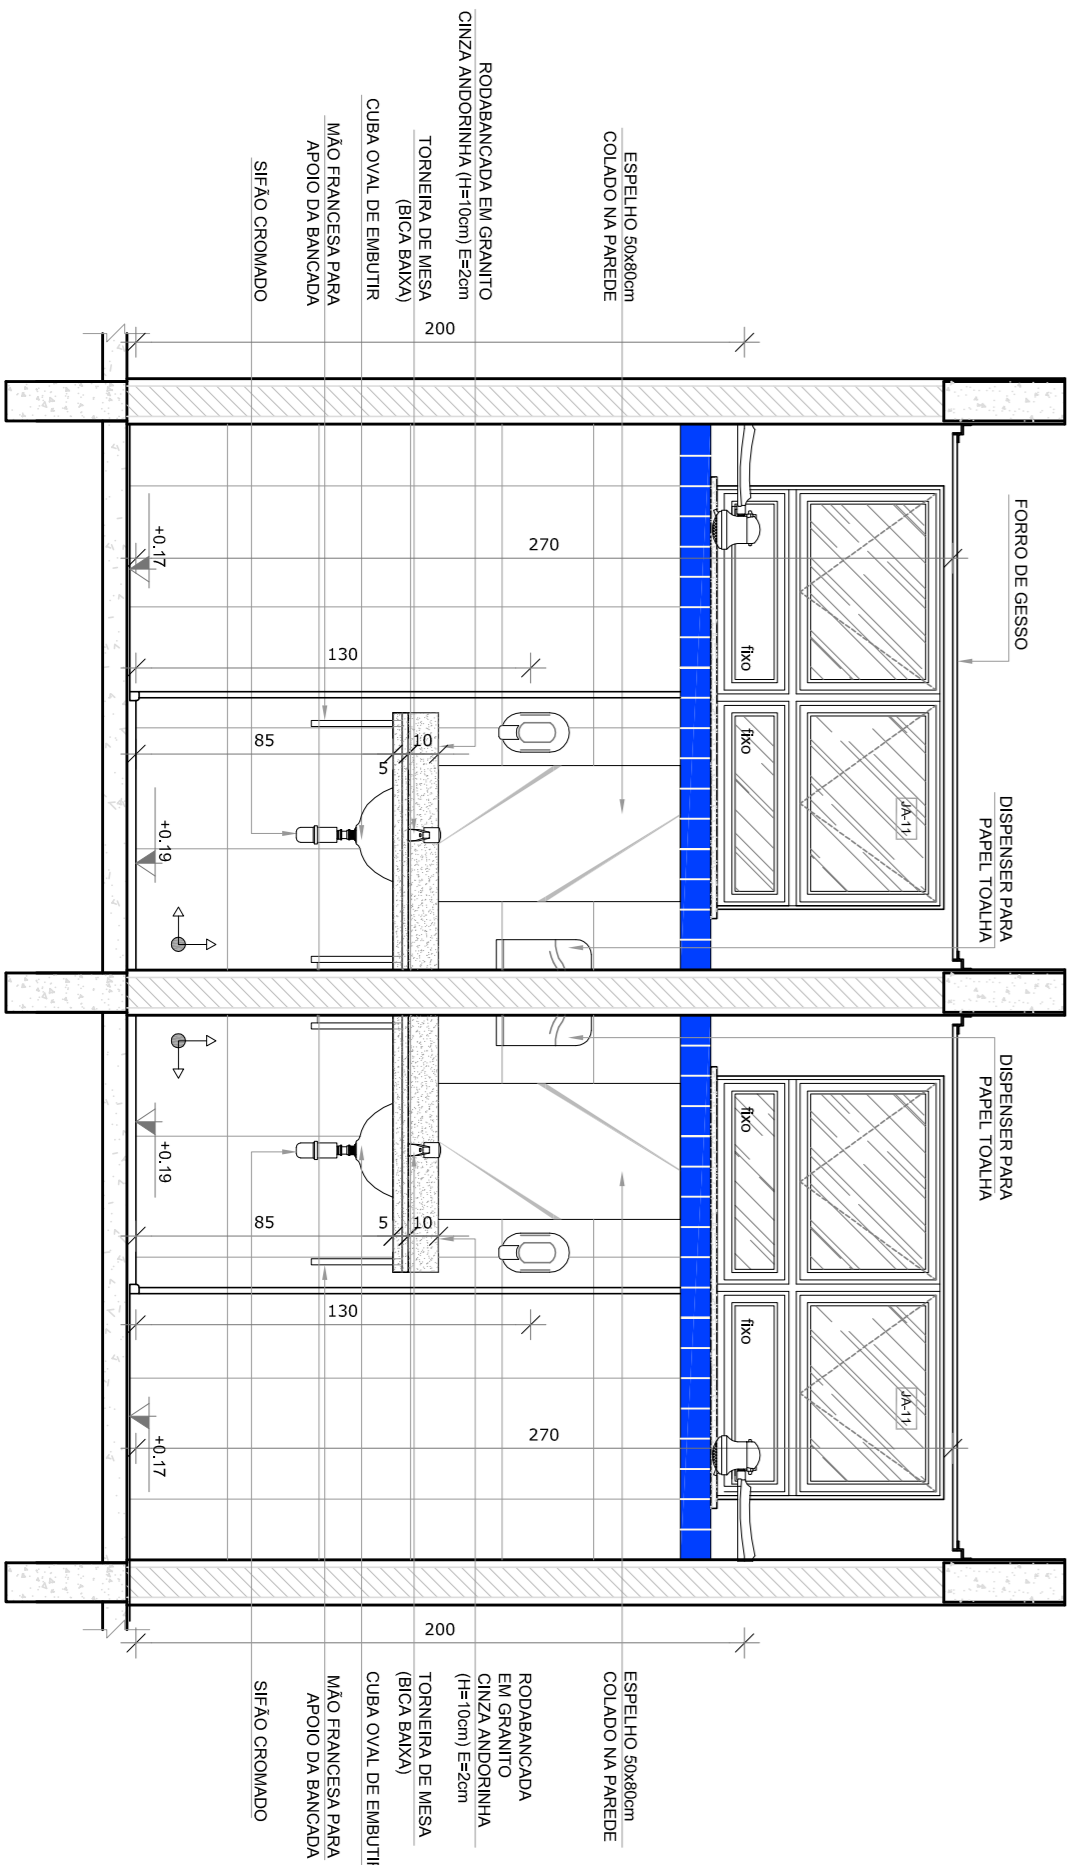 FORRO DE GESSO
DISPENSER PARA
PAPEL TOALHA
DISPENSER PARA
PAPEL TOALHA
JA-11
JA-11
fixo
fixo
fixo
fixo
ESPELHO 50x80cm
COLADO NA PAREDE
RODABANCADA EM GRANITO
CINZA ANDORINHA (H=10cm) E=2cm
TORNEIRA DE MESA
(BICA BAIXA)
CUBA OVAL DE EMBUTIR
MÃO FRANCESA PARA
APOIO DA BANCADA
SIFÃO CROMADO
200
270
130
10
5
85
+0.17
+0.19
10
5
85
130
270
200
+0.19
+0.17
ESPELHO 50x80cm
COLADO NA PAREDE
RODABANCADA
EM GRANITO
CINZA ANDORINHA
(H=10cm) E=2cm
TORNEIRA DE MESA
(BICA BAIXA)
CUBA OVAL DE EMBUTIR
MÃO FRANCESA PARA
APOIO DA BANCADA
SIFÃO CROMADO